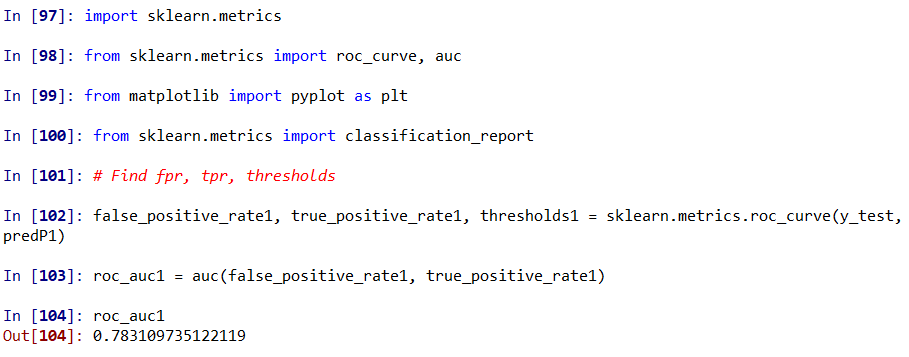 In [97]: import sklearn.metrics
In [98]: from sklearn.metrics import roc_curve, auc
In [99]: from matplotlib import pyplot as plt
In [100]: from sklearn.metrics import classification_report
In [101]: # Find fpr, tpr, thresholds
In [102]: false_positive_rate1, true_positive_rate1, thresholds1 = sklearn.metrics.roc_curve(y_test,
predP1)
In [103]: roc_auc1 = auc(false_positive_rate1, true_positive_rate1)
In [104]: roc_auc1
Out[104]: 0.783109735122119